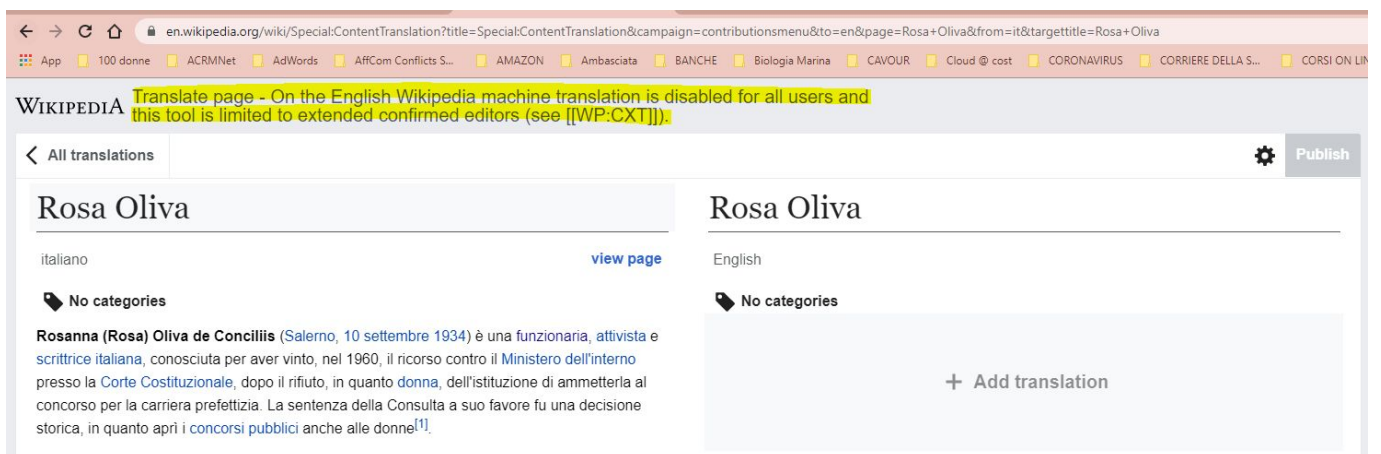 en.wikipedia.org/wiki/Special:ContentTranslation?title=Special:ContentTranslation&campaign=contributionsmenu&to=en&page=Rosa+Oliva&from=it&targettitle=Rosa+Oliva
App 100 donne ACRMNet AdWords AffCom Conflicts S... AMAZON Ambasciata BANCHE Biologia Marina CAVOUR Cloud @ cost CORONAVIRUS CORRIERE DELLA S... CORSI ON LIN
WIKIPEDIA Translate page - On the English Wikipedia machine translation is disabled for all users and
this tool is limited to extended confirmed editors (see [[WP:CXT]]).
All translations Publish
Rosa Oliva Rosa Oliva
italiano view page English
No categories No categories
Rosanna (Rosa) Oliva de Conciliis (Salerno, 10 settembre 1934) è una funzionaria, attivista e
scrittrice italiana, conosciuta per aver vinto, nel 1960, il ricorso contro il Ministero dell'interno
presso la Corte Costituzionale, dopo il rifiuto, in quanto donna, dell'istituzione di ammetterla al
concorso per la carriera prefettizia. La sentenza della Consulta a suo favore fu una decisione
storica, in quanto aprì i concorsi pubblici anche alle donne[1].
+ Add translation